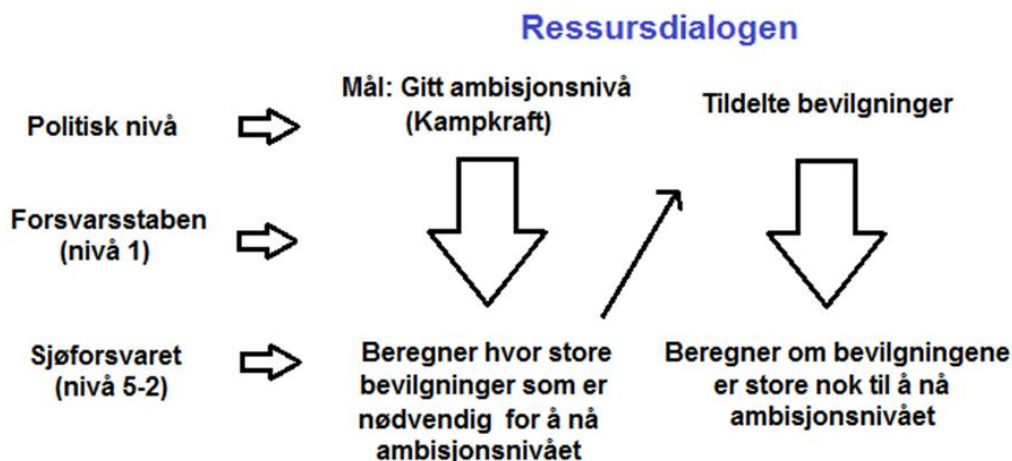 Ressursdialogen
Politisk nivå
Mål: Gitt ambisjonsnivå
(Kampkraft)
Tildelte bevilgninger
Forsvarsstaben
(nivå 1)
Sjøforsvaret
(nivå 5-2)
Beregner hvor store
bevilgninger som er
nødvendig for å nå
ambisjonsnivået
Beregner om bevilgningene
er store nok til å nå
ambisjonsnivået